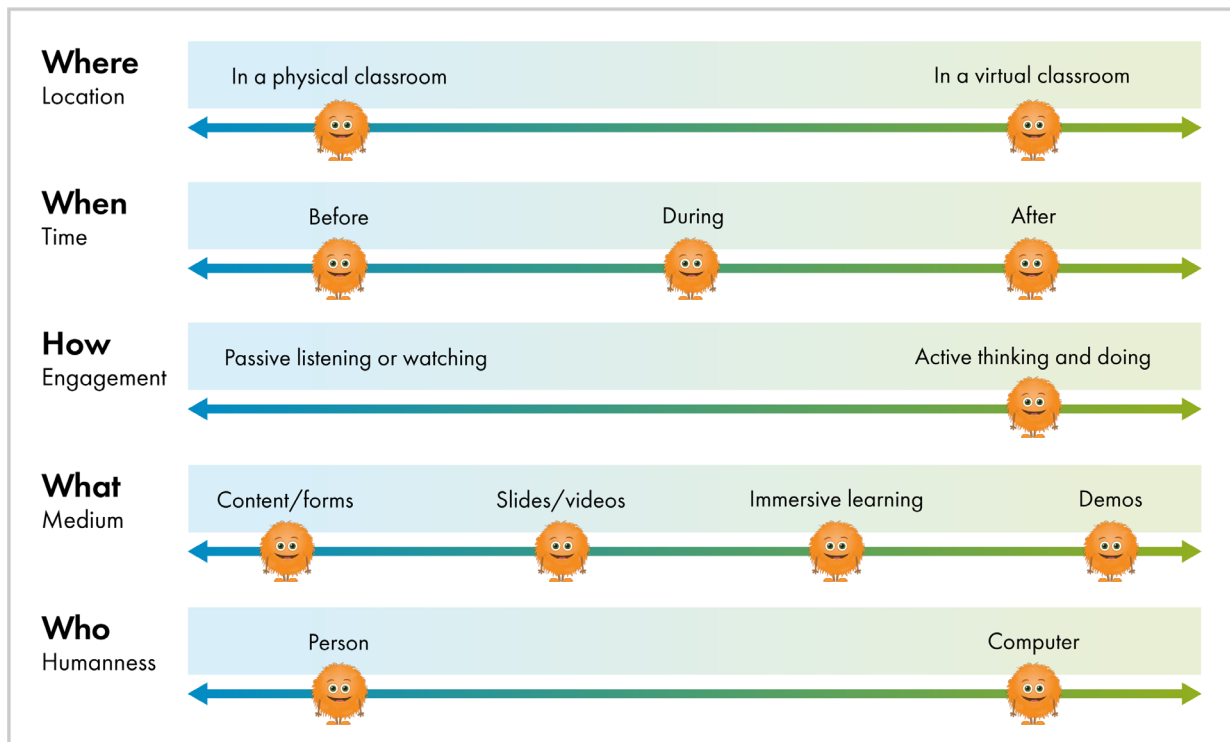 Where
Location
In a physical classroom
In a virtual classroom
When
Time
Before
During
After
How
Engagement
Passive listening or watching
Active thinking and doing
What
Medium
Content/forms
Slides/videos
Immersive learning
Demos
Who
Humanness
Person
Computer